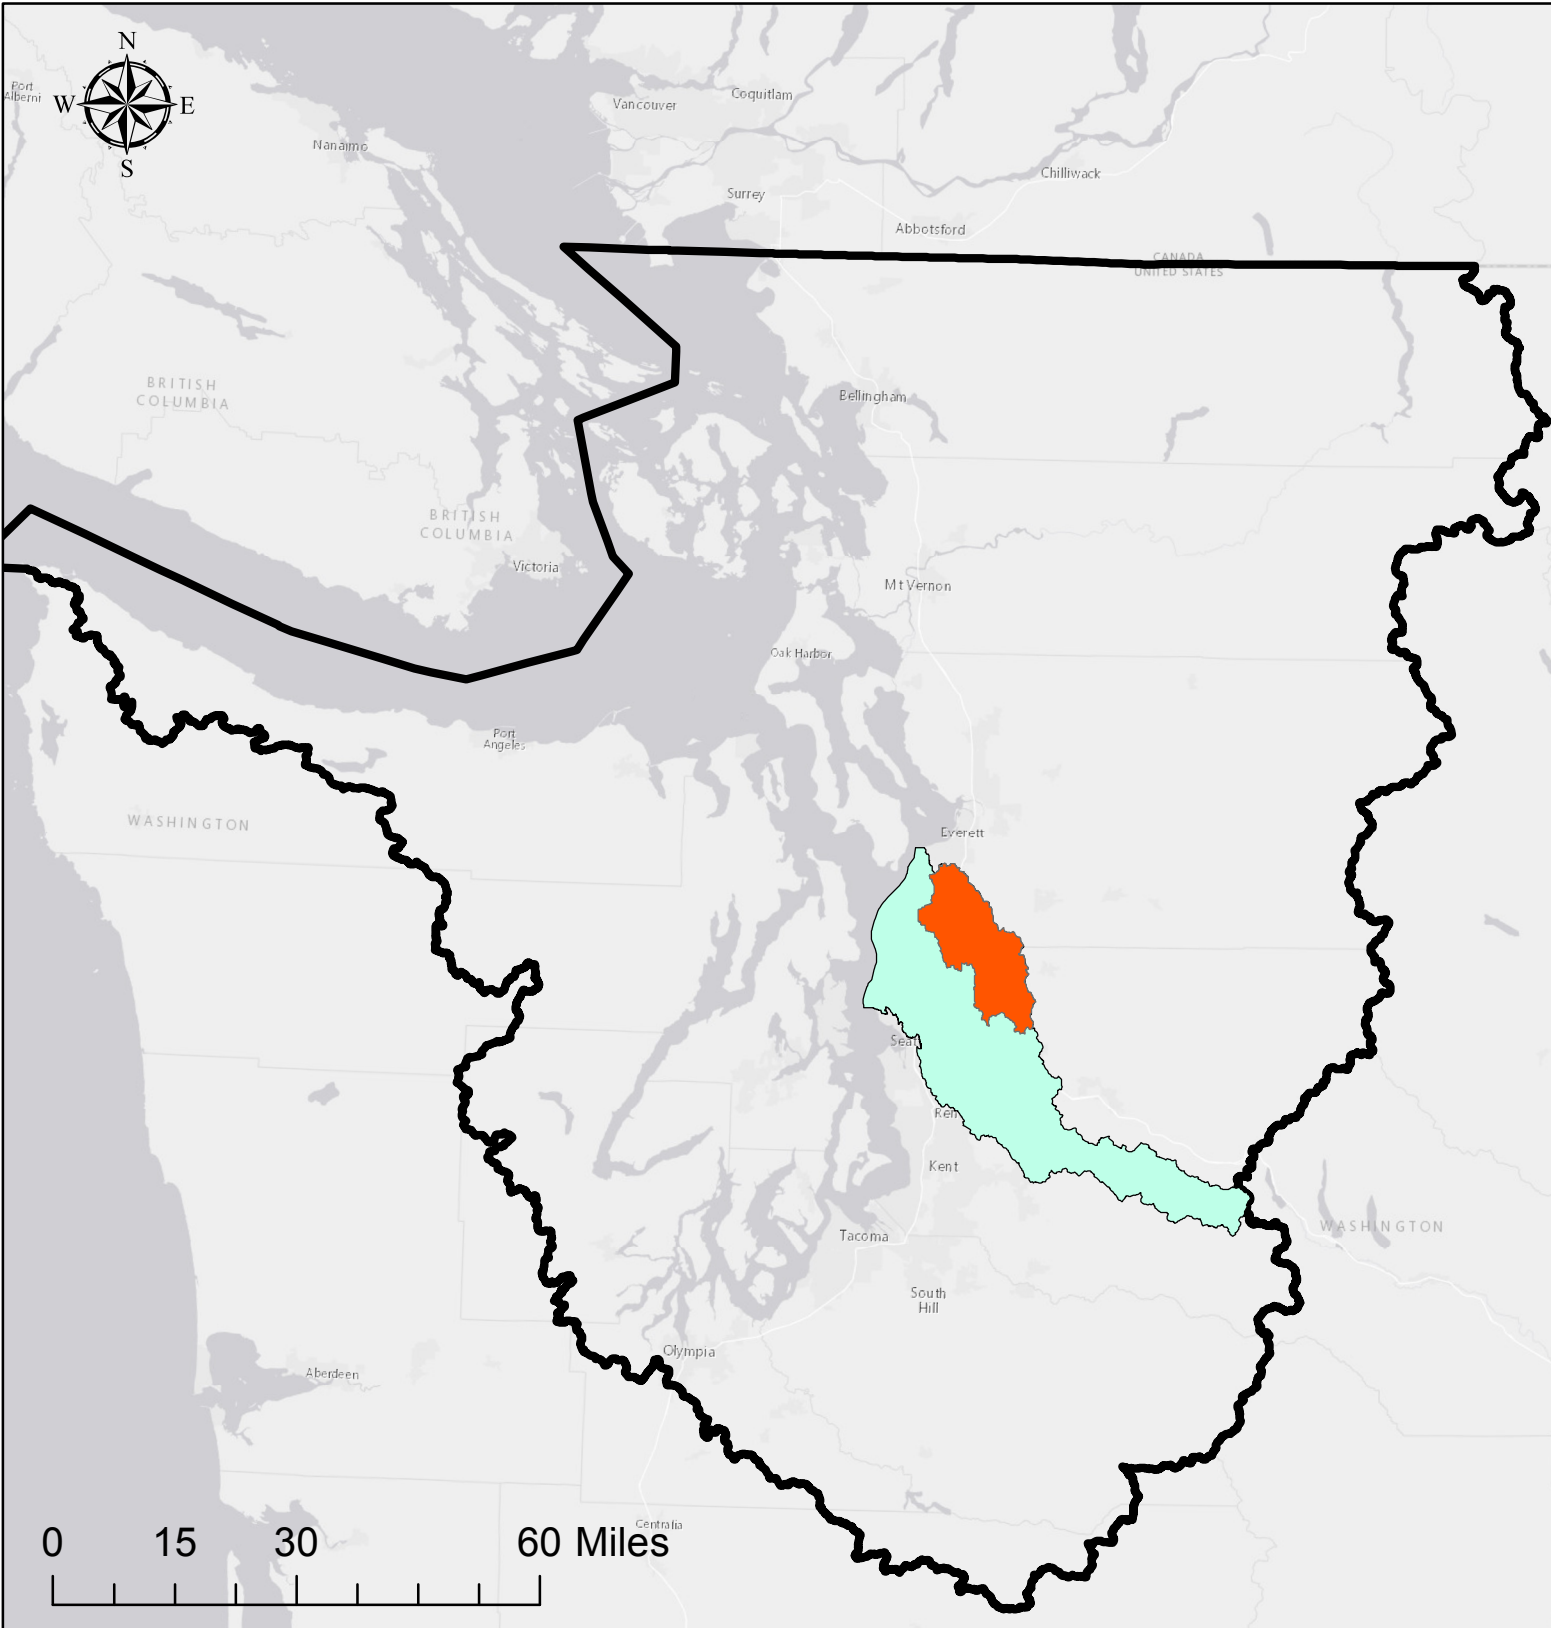 N
W
E
S
Port
Alberni
Vancouver
Coquitlam
Nanaimo
Chilliwack
Surrey
Abbotsford
CANADA
UNITED STATES
BRITISH
COLUMBIA
Bellingham
BRITISH
COLUMBIA
Victoria
Mt Vernon
Oak Harbor
Port
Angeles
WASHINGTON
Everett
Sea
Ren
Kent
WASHINGTON
Tacoma
South
Hill
Olympia
Aberdeen
Centralia
0 15 30 60 Miles